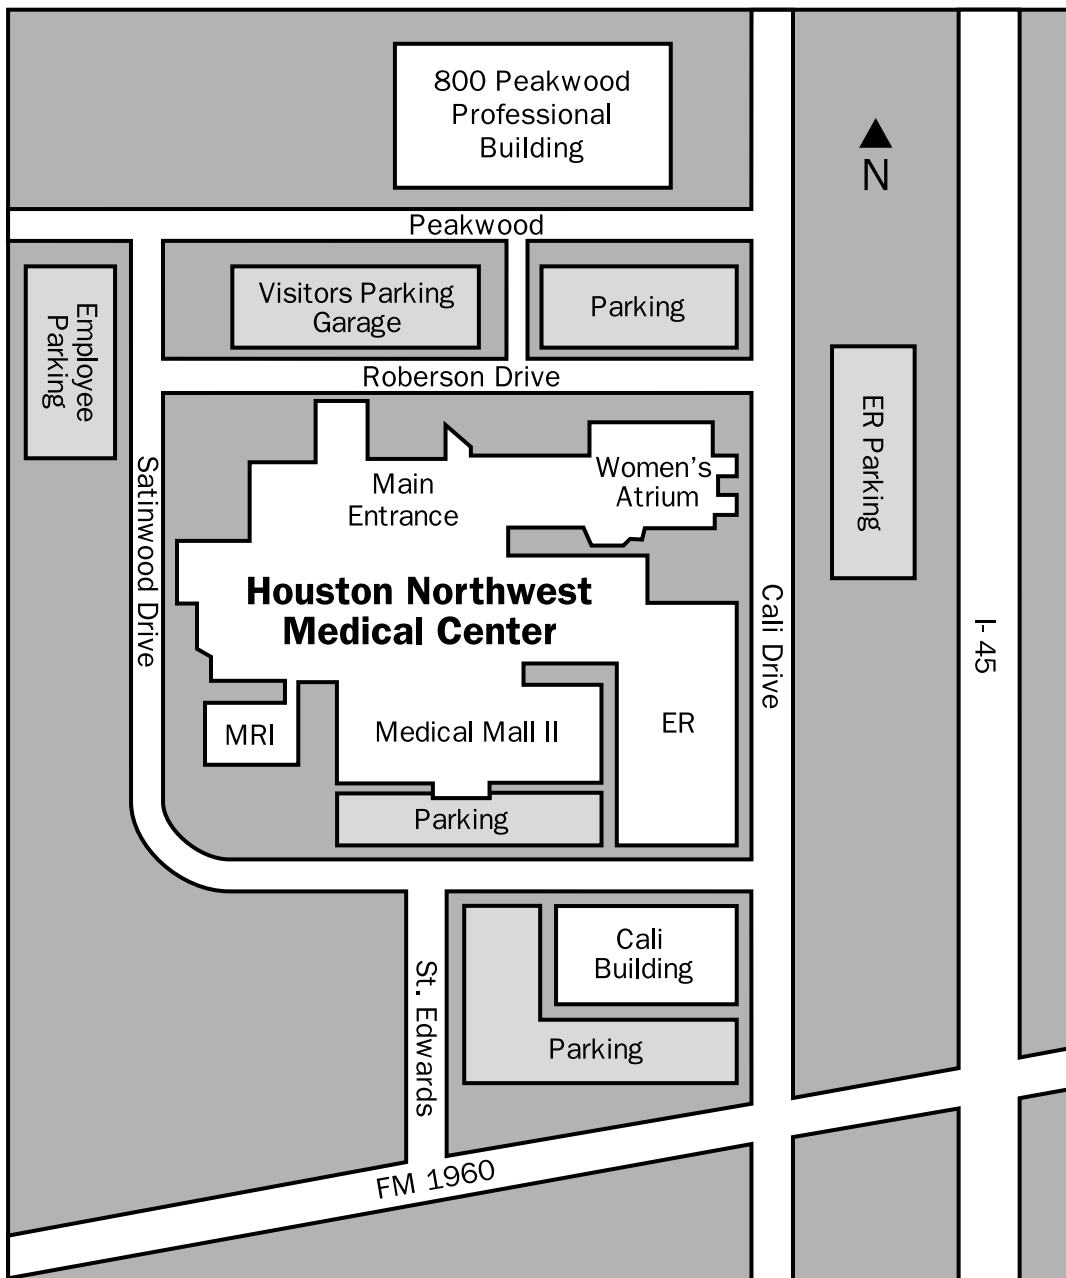 800 Peakwood
Professional
Building
N
Peakwood
Employee
Parking
Visitors Parking
Garage
Parking
Roberson Drive
ER Parking
Satinwood Drive
Main
Entrance
Women's
Atrium
Houston Northwest
Medical Center
Cali Drive
I-45
MRI
Medical Mall II
ER
Parking
Cali
Building
St. Edwards
Parking
FM 1960